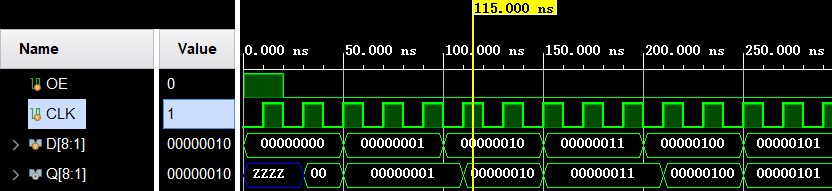 115.000 ns
Name Value 0.000 ns 50.000 ns 100.000 ns 150.000 ns 200.000 ns 250.000 ns
OE 0
CLK 1
D[8:1] 00000010 00000000 00000001 00000010 00000011 00000100 00000101
Q[8:1] 00000010 ZZZZ 00 00000001 00000010 00000011 00000100 00000101